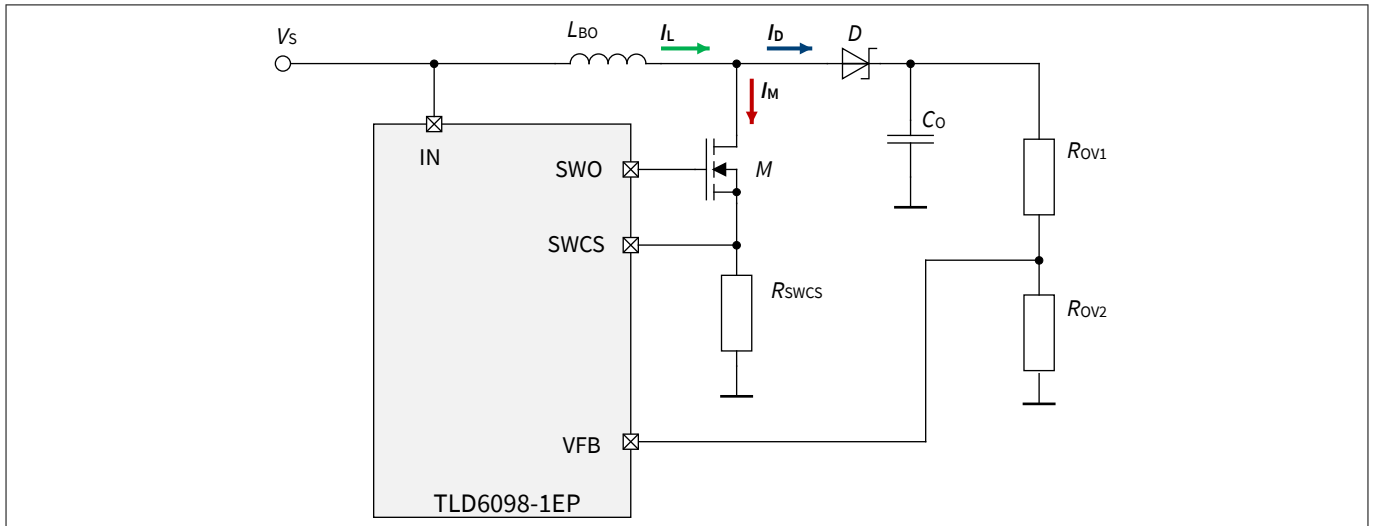 VS
LBO
IL
ID
D
IM
CO
IN
ROV1
SWO
M
SWCS
RSWCS
ROV2
VFB
TLD6098-1EP